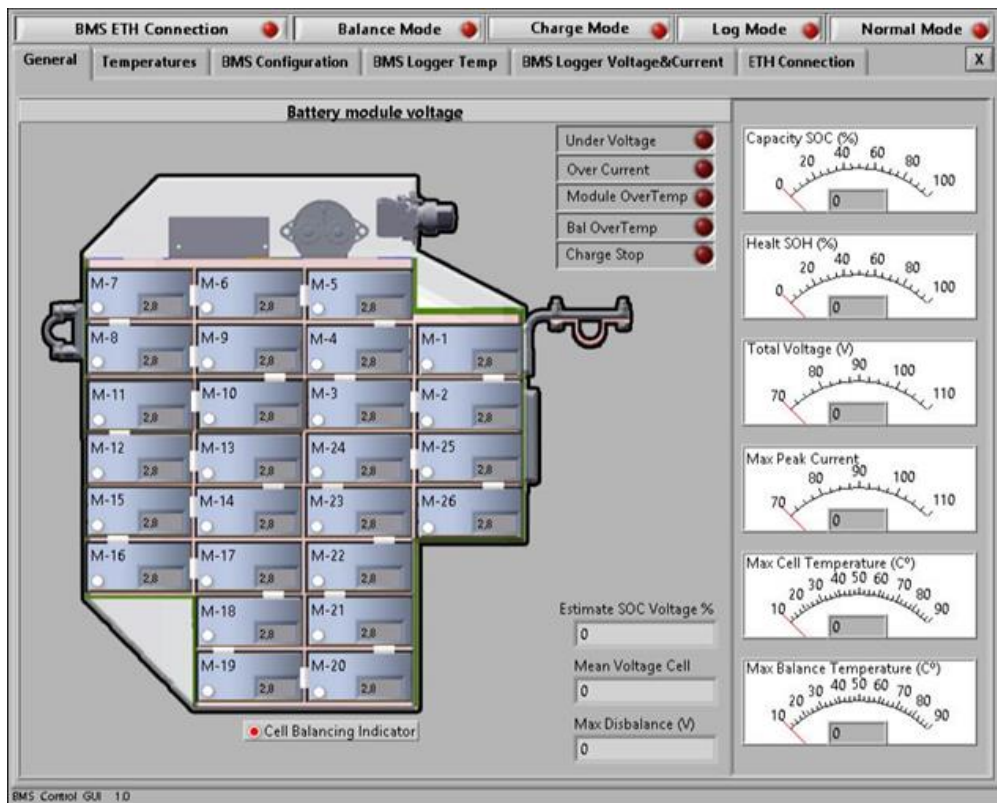 BMS ETH Connection Balance Mode Charge Mode Log Mode Normal Mode
General Temperatures BMS Configuration BMS Logger Temp BMS Logger Voltage&Current ETH Connection X
Battery module voltage
Under Voltage
Over Current
Module OverTemp
Bal OverTemp
Charge Stop
M-7 M-6 M-5
2,8 2,8 2,8
M-8 M-9 M-4 M-1
2,8 2,8 2,8 2,8
M-11 M-10 M-3 M-2
2,8 2,8 2,8 2,8
M-12 M-13 M-24 M-25
2,8 2,8 2,8 2,8
M-15 M-14 M-23 M-26
2,8 2,8 2,8 2,8
M-16 M-17 M-22
2,8 2,8 2,8
M-18 M-21
2,8 2,8
M-19 M-20
2,8 2,8
Cell Balancing Indicator
Estimate SOC Voltage %
0
Mean Voltage Cell
0
Max Disbalance (V)
0
Capacity SOC (%)
0 20 40 60 80 100
0
Healt SOH (%)
0 20 40 60 80 100
0
Total Voltage (V)
70 80 90 100 110
0
Max Peak Current
70 80 90 100 110
0
Max Cell Temperature (Cº)
10 20 30 40 50 60 70 80 90
0
Max Balance Temperature (Cº)
10 20 30 40 50 60 70 80 90
0
BMS Control GUI 1.0